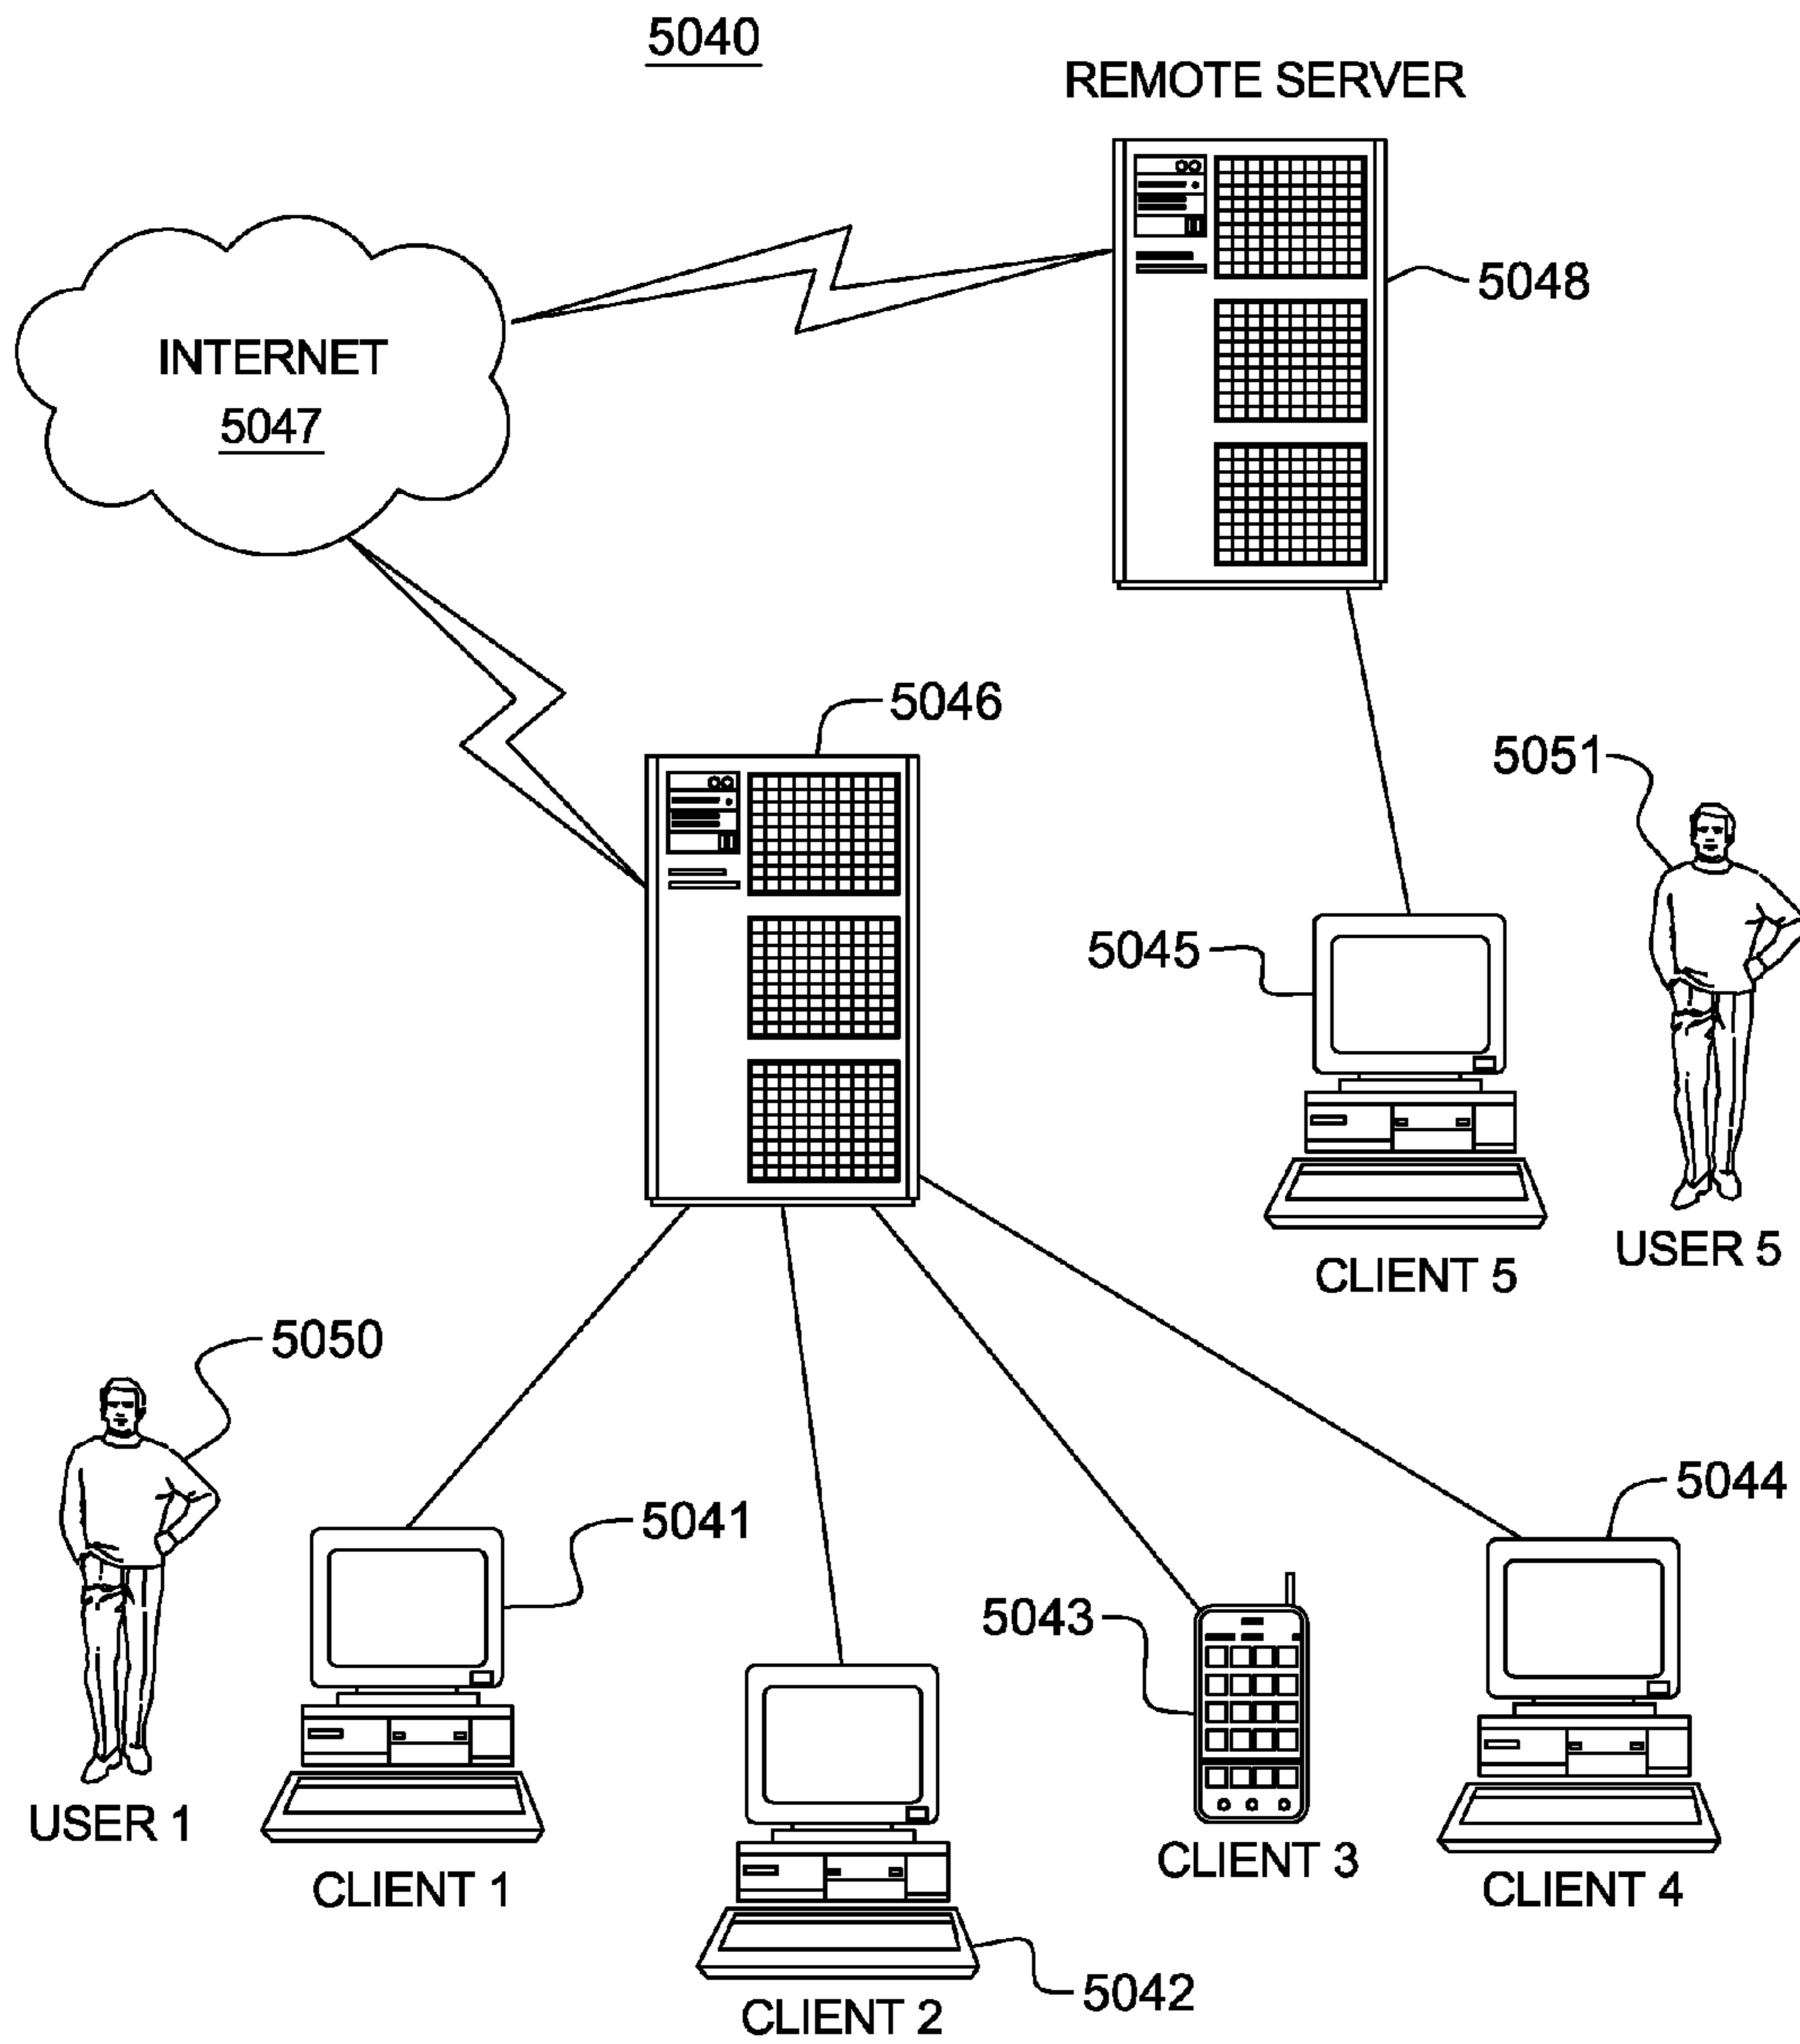 5040
REMOTE SERVER
5048
INTERNET
5047
5046
5051
5045
USER 5
CLIENT 5
5050
5041
5044
5043
USER 1
CLIENT 1
CLIENT 3
CLIENT 4
5042
CLIENT 2